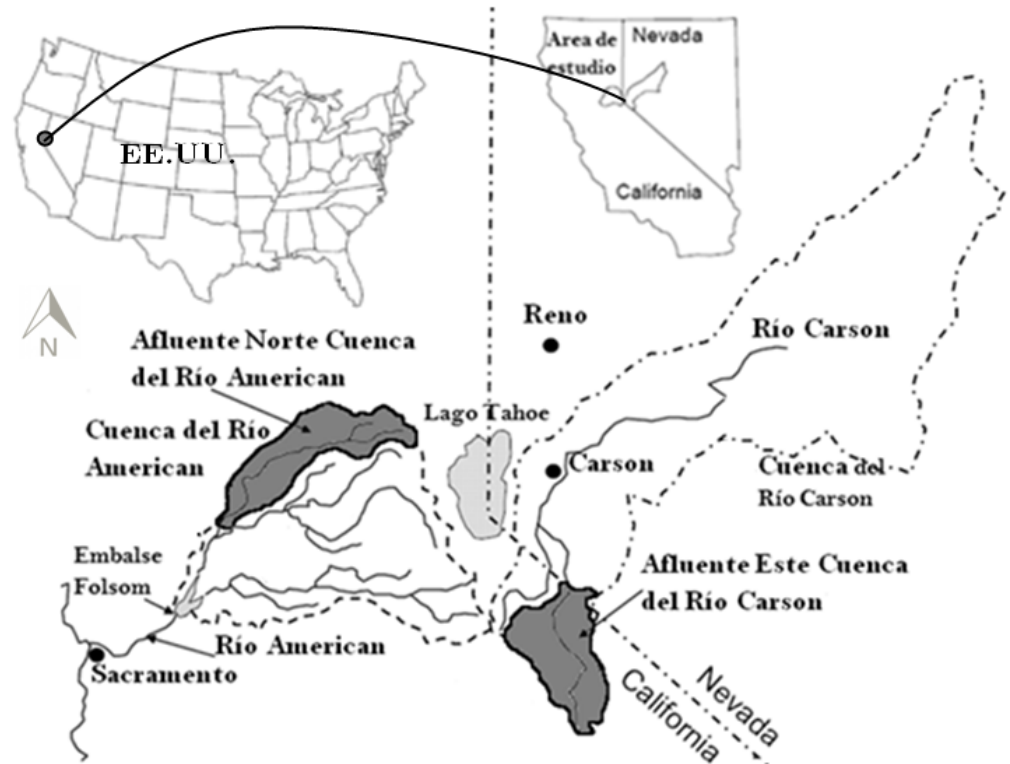 Area de
estudio
Nevada
EE.UU.
California
N
Reno
Afluente Norte Cuenca
del Río American
Río Carson
Lago Tahoe
Cuenca del Río
American
Carson
Cuenca del
Río Carson
Embalse
Folsom
Afluente Este Cuenca
del Río Carson
Río American
Sacramento
Nevada
California